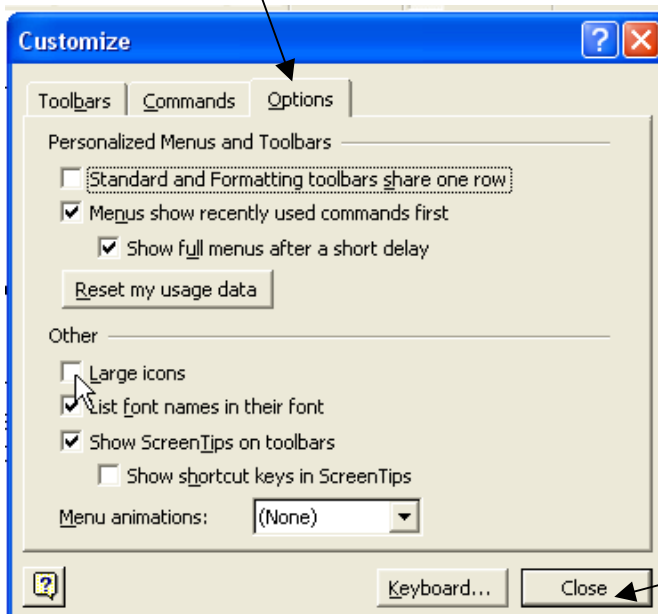 Customize
Toolbars Commands Options
Personalized Menus and Toolbars
Standard and Formatting toolbars share one row
Menus show recently used commands first
Show full menus after a short delay
Reset my usage data
Other
Large icons
List font names in their font
Show ScreenTips on toolbars
Show shortcut keys in ScreenTips
Menu animations: (None)
Keyboard... Close